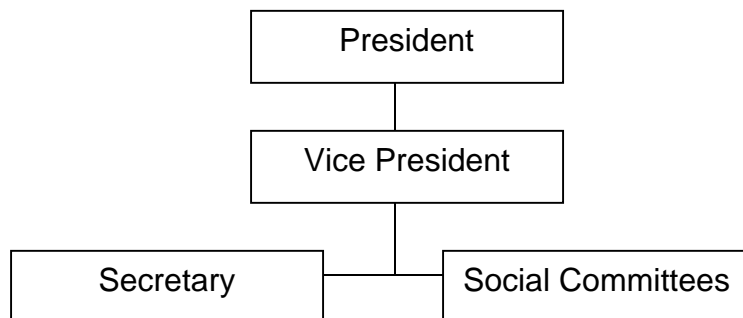 President
Vice President
Secretary
Social Committees